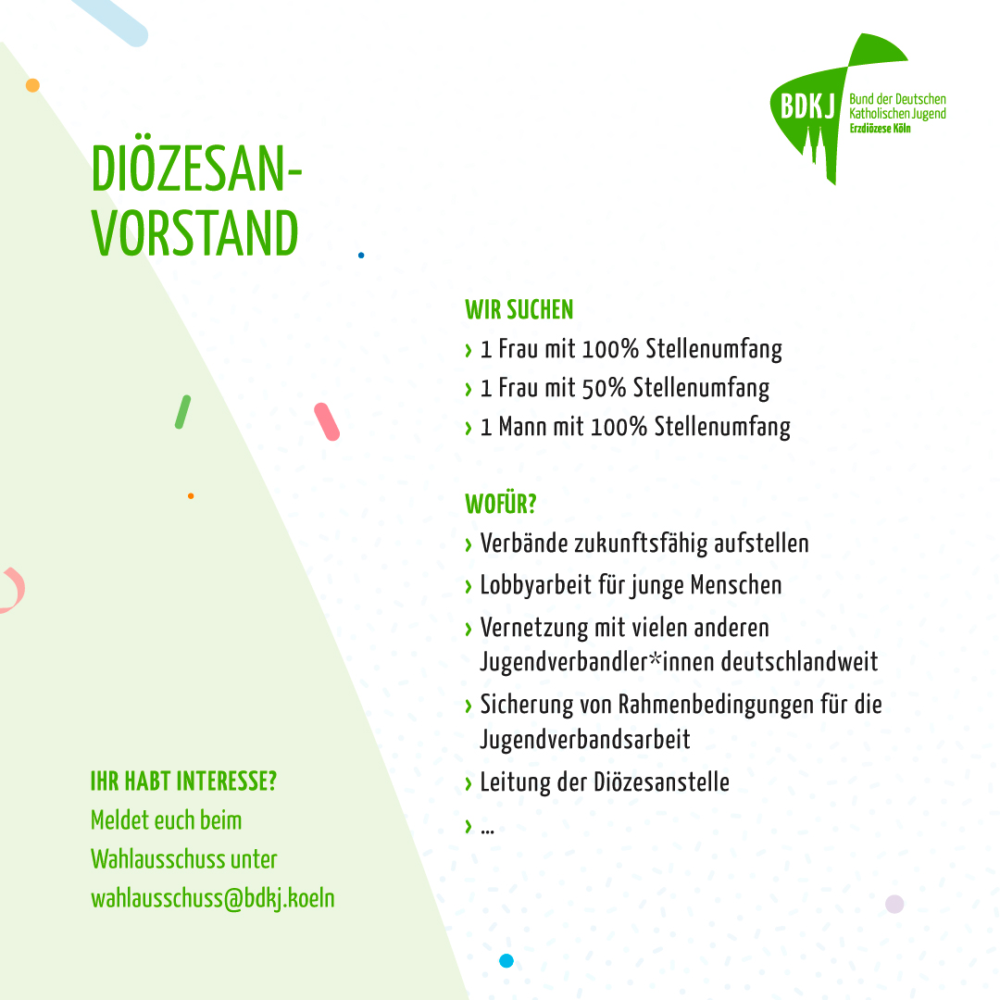 BDKJ
Bund der Deutschen
Katholischen Jugend
Erzdiözese Köln
DIÖZESAN-
VORSTAND
WIR SUCHEN
› 1 Frau mit 100% Stellenumfang
› 1 Frau mit 50% Stellenumfang
› 1 Mann mit 100% Stellenumfang
WOFÜR?
› Verbände zukunftsfähig aufstellen
› Lobbyarbeit für junge Menschen
› Vernetzung mit vielen anderen
Jugendverbandler*innen deutschlandweit
› Sicherung von Rahmenbedingungen für die
Jugendverbandsarbeit
› Leitung der Diözesanstelle
› ...
IHR HABT INTERESSE?
Meldet euch beim
Wahlausschuss unter
wahlausschuss@bdkj.koeln